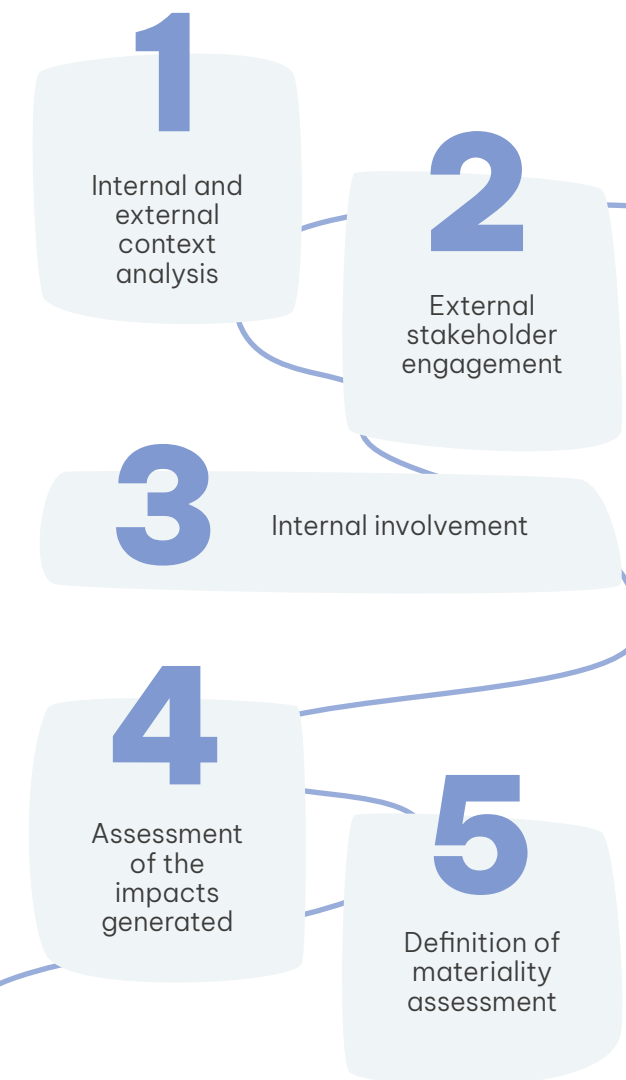 1
Internal and
external
context
analysis
2
External
stakeholder
engagement
3
Internal involvement
4
Assessment
of the
impacts
generated
5
Definition of
materiality
assessment